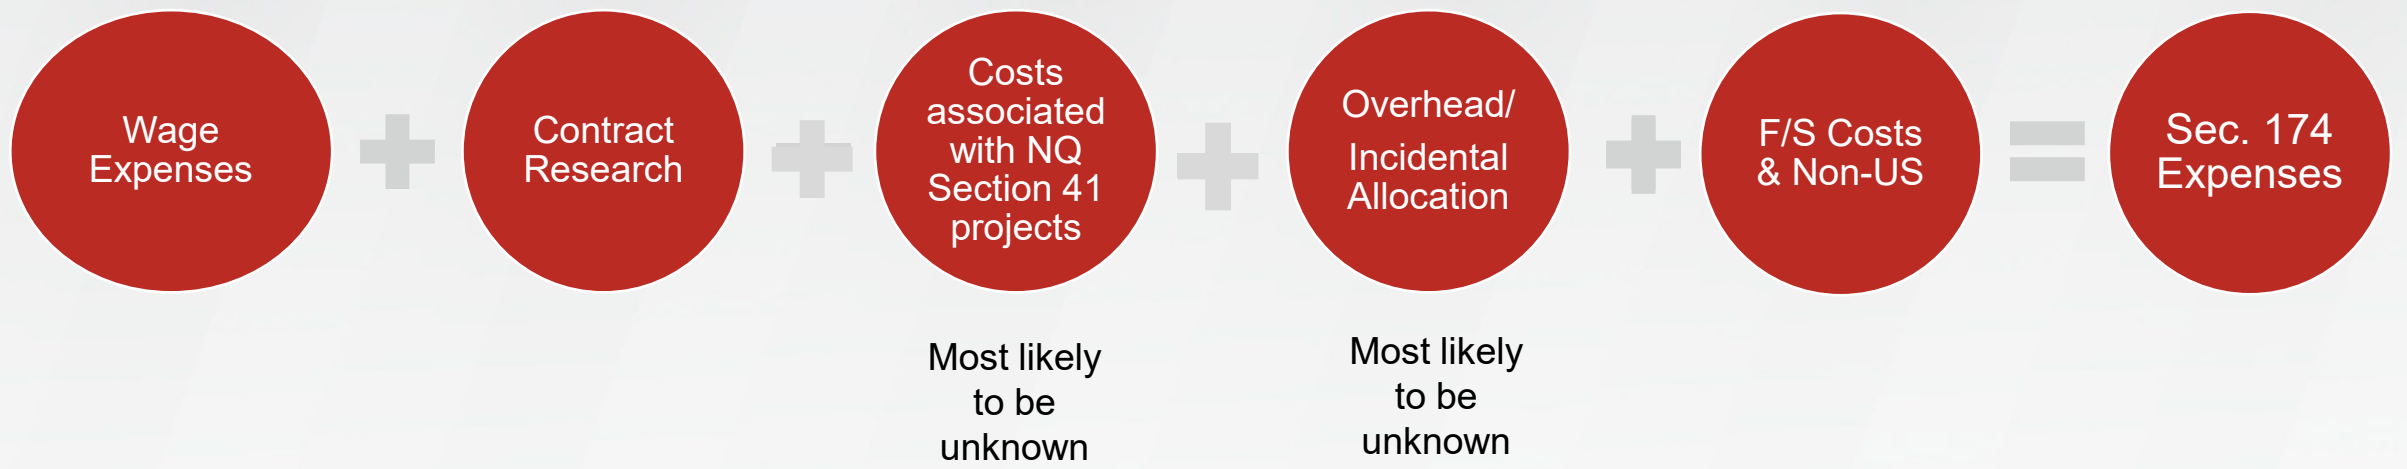 Wage
Expenses
Contract
Research
Costs
associated
with NQ
Section 41
projects
Overhead/
Incidental
Allocation
F/S Costs
& Non-US
Sec. 174
Expenses
Most likely
to be
unknown
Most likely
to be
unknown